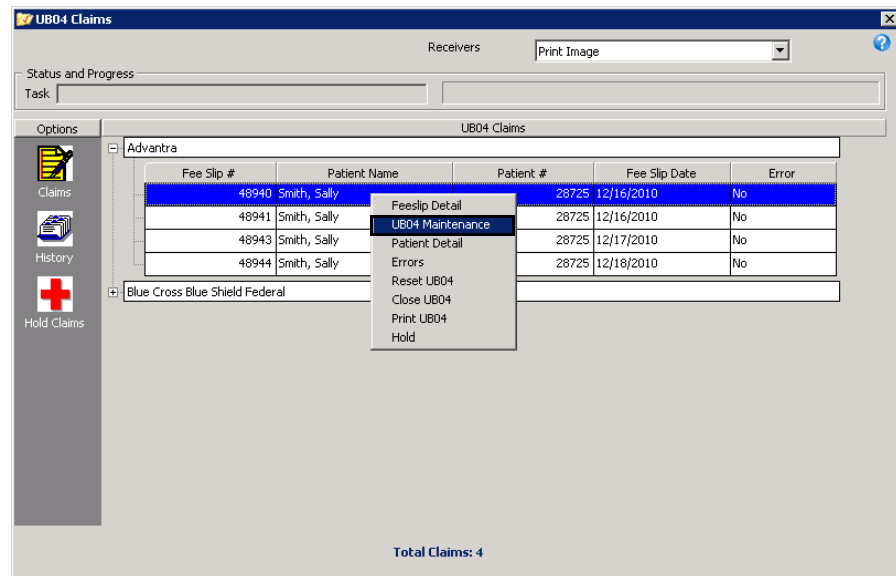 UB04 Claims
Receivers Print Image
Status and Progress
Task
Options UB04 Claims
Advantra
Fee Slip # Patient Name Patient # Fee Slip Date Error
48940 Smith, Sally 28725 12/16/2010 No
48941 Smith, Sally 28725 12/16/2010 No
48943 Smith, Sally 28725 12/17/2010 No
48944 Smith, Sally 28725 12/18/2010 No
Blue Cross Blue Shield Federal
Claims
History
Hold Claims
Feeslip Detail
UB04 Maintenance
Patient Detail
Errors
Reset UB04
Close UB04
Print UB04
Hold
Total Claims: 4